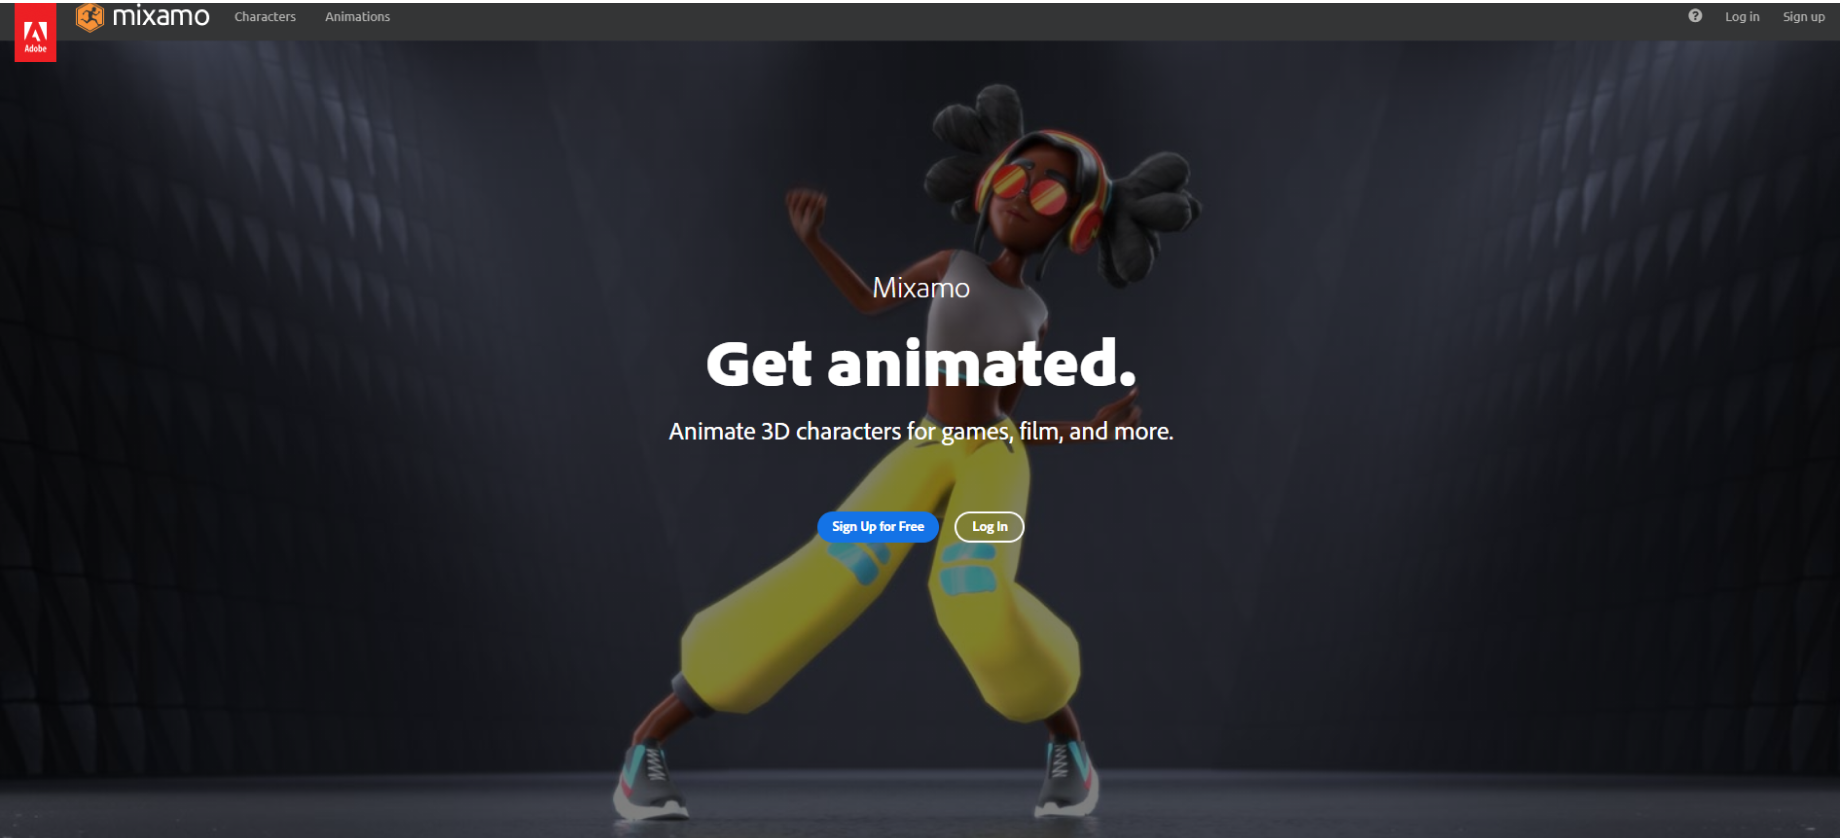 Adobe
mixamo Characters Animations ? Log in Sign up
Mixamo
Get animated.
Animate 3D characters for games, film, and more.
Sign Up for Free Log In